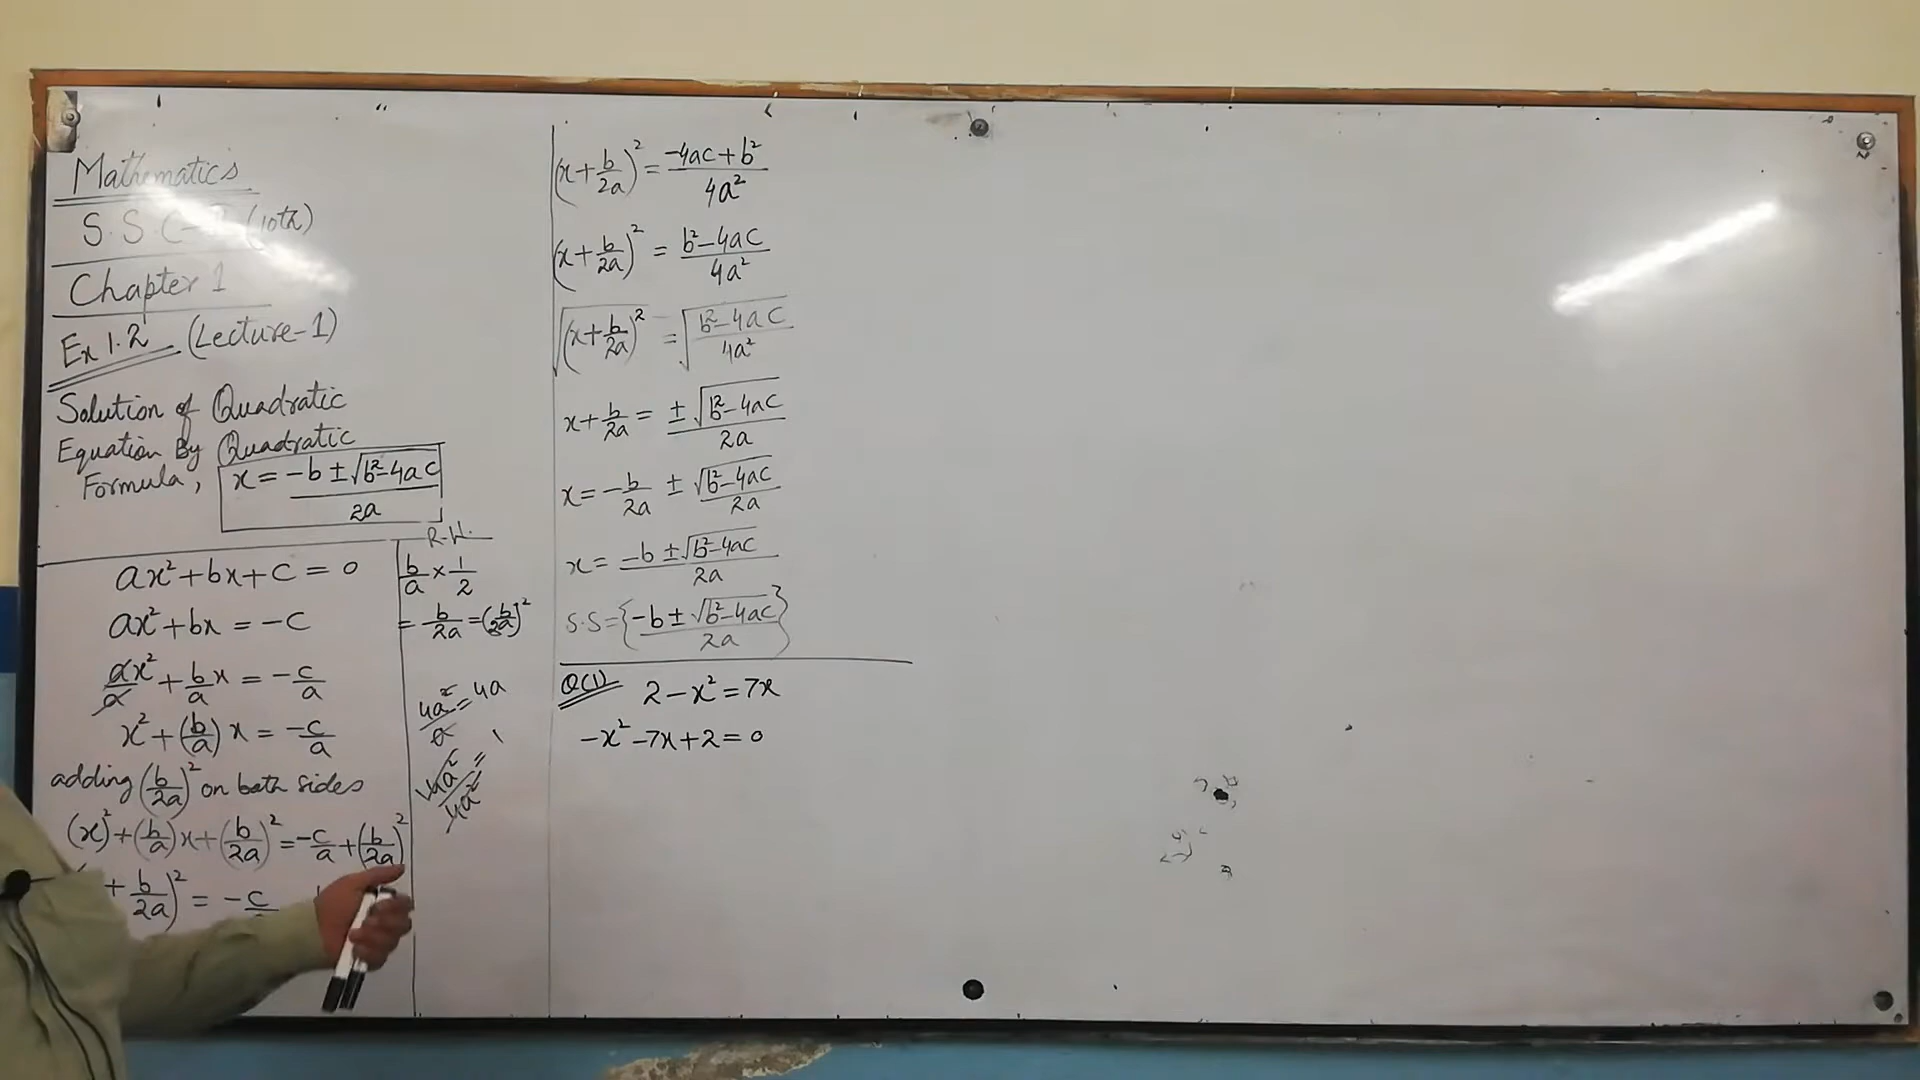 Mathematics
S.S.C-II (10th)
Chapter 1
Ex 1.2 (Lecture-1)
Solution of Quadratic
Equation By Quadratic
Formula, x = (-b ± √(b²-4ac))/2a
ax² + bx + c = 0
ax² + bx = -c
ax²/a + b/a x = -c/a
x² + (b/a) x = -c/a
adding (b/2a)² on both sides
(x)² + (b/a)x + (b/2a)² = -c/a + (b/2a)²
+ b/2a)² = -c
R.W.
b/a × 1/2
= b/2a = (b/2a)²
4a²/a = 4a
4a²/4a² = 1
(x + b/2a)² = (-4ac + b²)/4a²
(x + b/2a)² = (b² - 4ac)/4a²
√(x + b/2a)² = √((b² - 4ac)/4a²)
x + b/2a = ± √(b² - 4ac)/2a
x = -b/2a ± √(b² - 4ac)/2a
x = (-b ± √(b² - 4ac))/2a
S.S = {(-b ± √(b² - 4ac))/2a}
Q(1) 2 - x² = 7x
-x² - 7x + 2 = 0